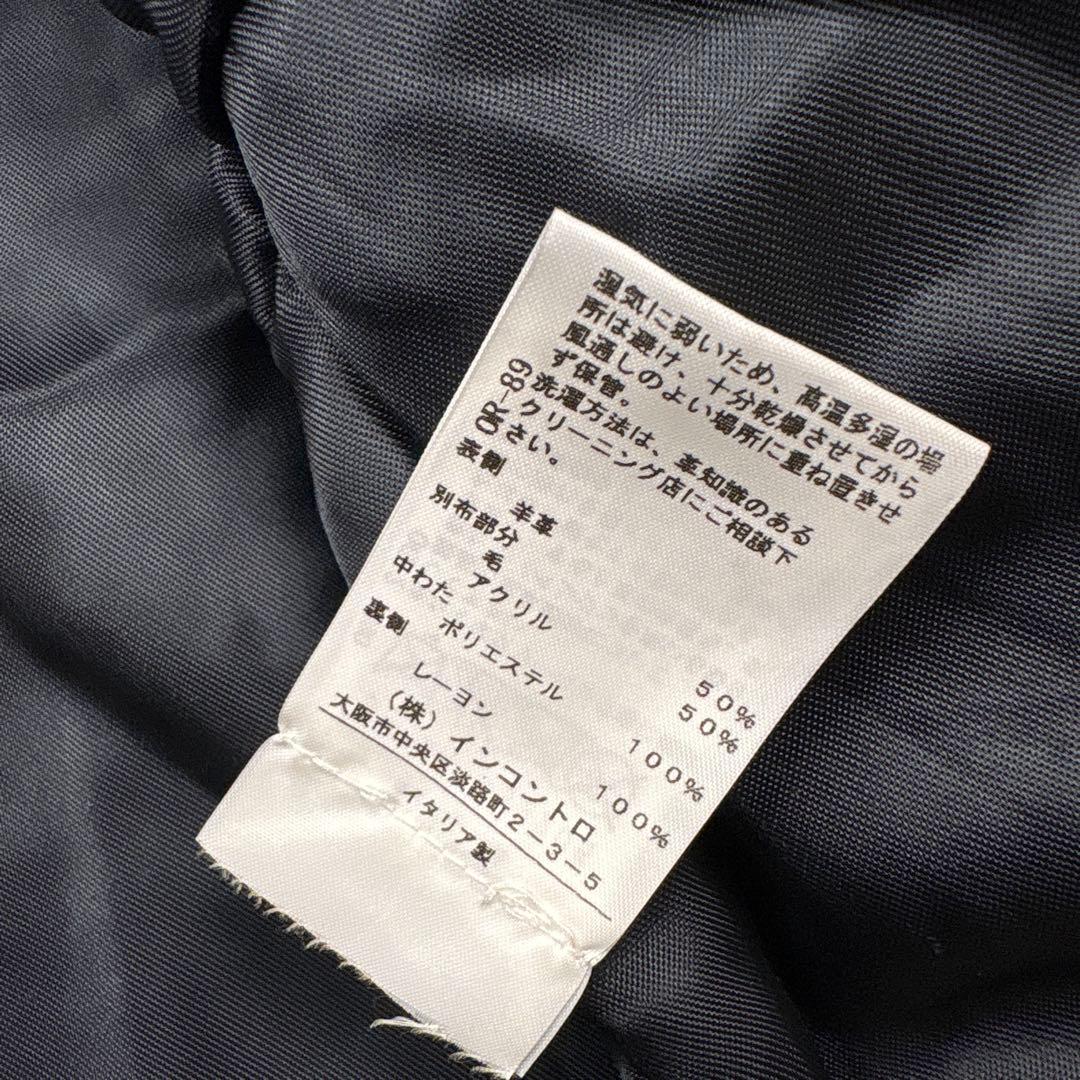 湿気に弱いため、高温多湿の場
所は避け、十分乾燥させてから
風通しのよい場所に重ね置きせ
ず保管。
OR-89洗濯方法は、革知識のある
クリーニング店にご相談下
さい。
表側
羊革
別布部分
毛 50%
アクリル 50%
中わた
ポリエステル 100%
裏側
レーヨン 100%
(株)インコントロ
大阪市中央区淡路町2-3-5
イタリア製